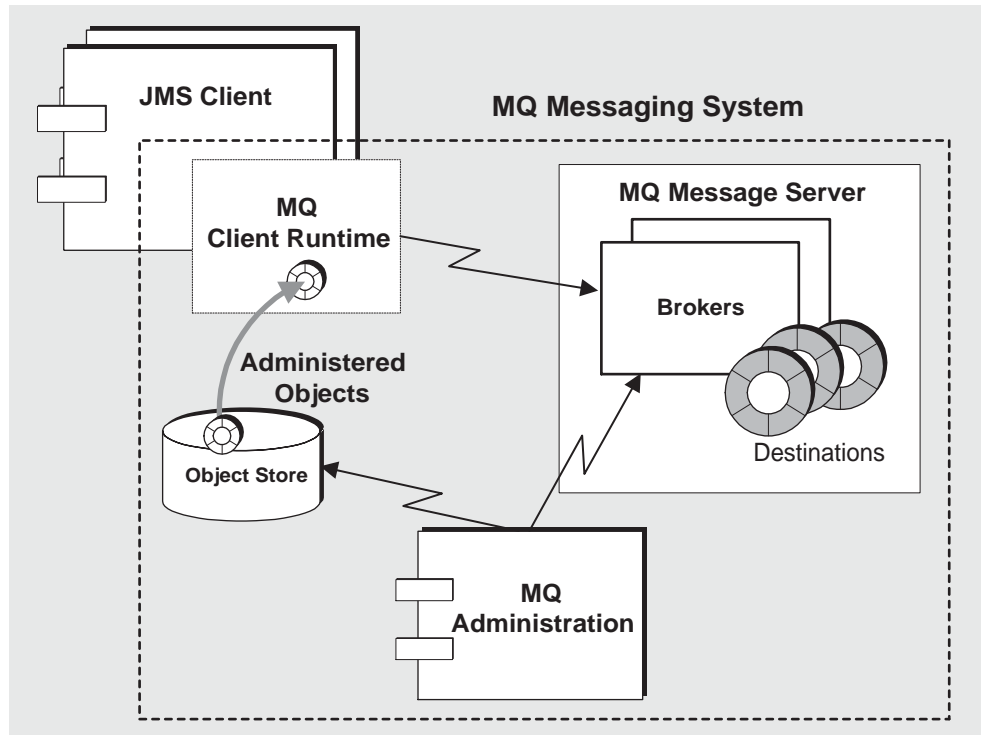 JMS Client
MQ Messaging System
MQ Message Server
MQ
Client Runtime
Brokers
Administered
Objects
Destinations
Object Store
MQ
Administration